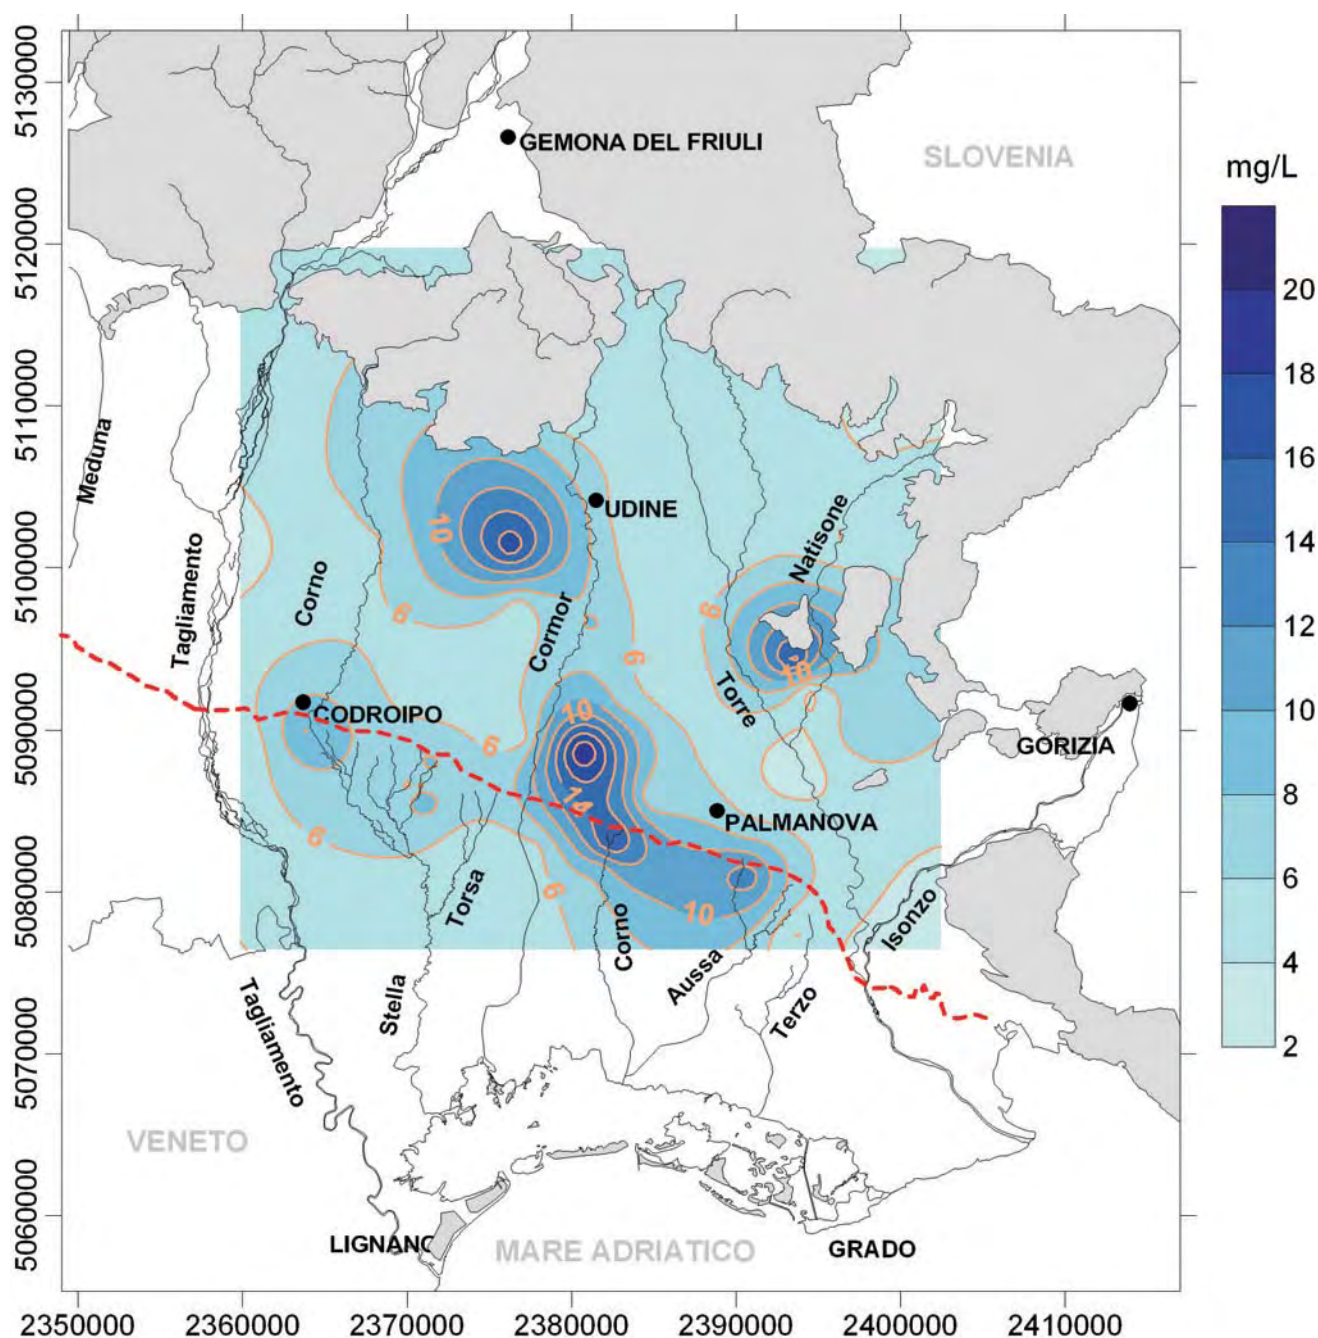 5130000
GEMONA DEL FRIULI
SLOVENIA
mg/L
5120000
20
18
5110000
16
Meduna
10
UDINE
Natisone
14
5100000
Tagliamento
Corno
6
Cormor
6
6
12
10
Torre
10
10
5090000
CODROIPO
6
GORIZIA
8
14
PALMANOVA
6
6
5080000
6
Torsa
10
Corno
Isonzo
4
Stella
Aussa
Tagliamento
Terzo
2
5070000
VENETO
5060000
LIGNANO
MARE ADRIATICO
GRADO
2350000 2360000 2370000 2380000 2390000 2400000 2410000